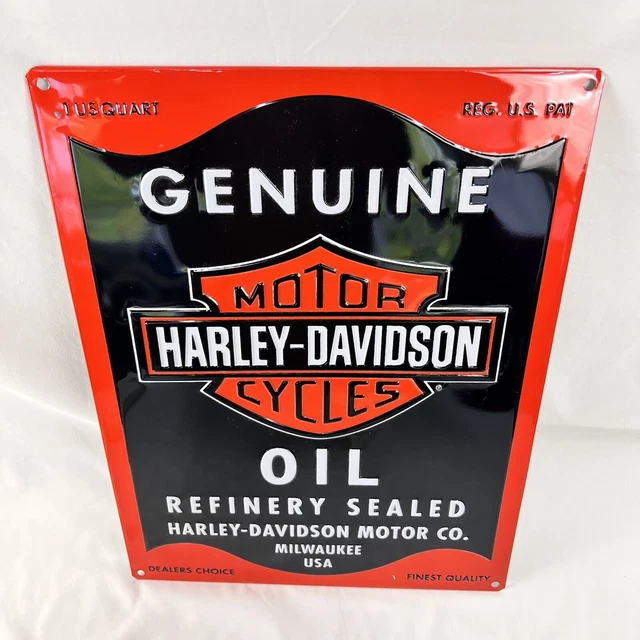 1 US QUART
REG. U.S. PAT
GENUINE
MOTOR
HARLEY-DAVIDSON
CYCLES
®
OIL
REFINERY SEALED
HARLEY-DAVIDSON MOTOR CO.
MILWAUKEE
USA
DEALERS CHOICE
FINEST QUALITY